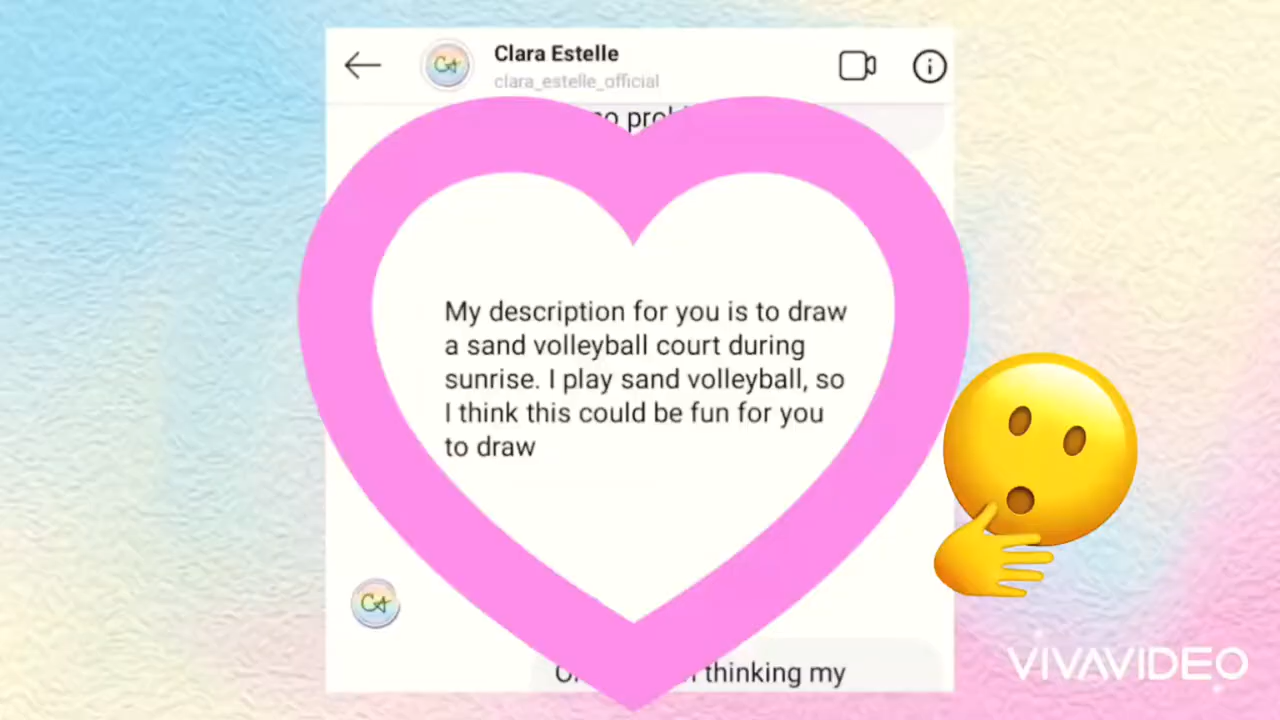 Clara Estelle
clara_estelle_official
no
My description for you is to draw
a sand volleyball court during
sunrise. I play sand volleyball, so
I think this could be fun for you
to draw
thinking my
VIVAVIDEO